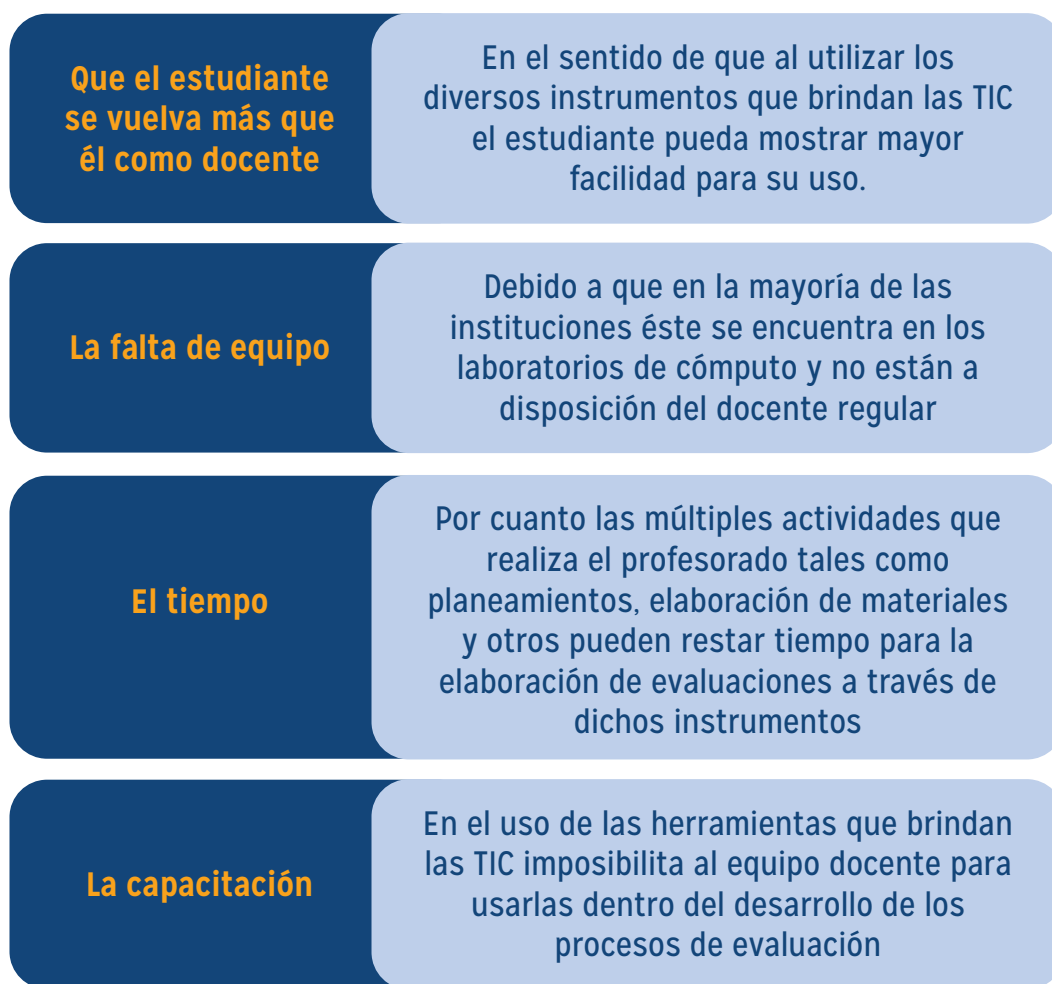 Que el estudiante
se vuelva más que
él como docente
En el sentido de que al utilizar los
diversos instrumentos que brindan las TIC
el estudiante pueda mostrar mayor
facilidad para su uso.
La falta de equipo
Debido a que en la mayoría de las
instituciones éste se encuentra en los
laboratorios de cómputo y no están a
disposición del docente regular
El tiempo
Por cuanto las múltiples actividades que
realiza el profesorado tales como
planeamientos, elaboración de materiales
y otros pueden restar tiempo para la
elaboración de evaluaciones a través de
dichos instrumentos
La capacitación
En el uso de las herramientas que brindan
las TIC imposibilita al equipo docente para
usarlas dentro del desarrollo de los
procesos de evaluación